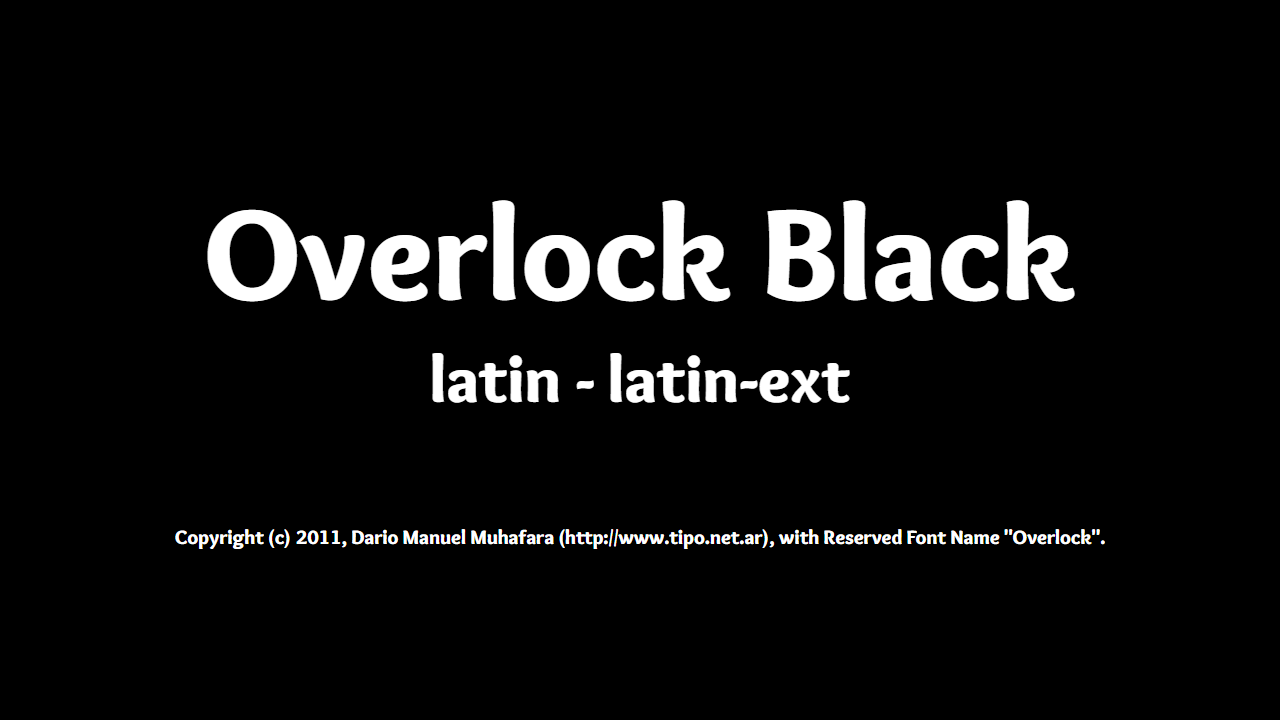 Overlock Black
latin - latin-ext
Copyright (c) 2011, Dario Manuel Muhafara (http://www.tipo.net.ar), with Reserved Font Name "Overlock".